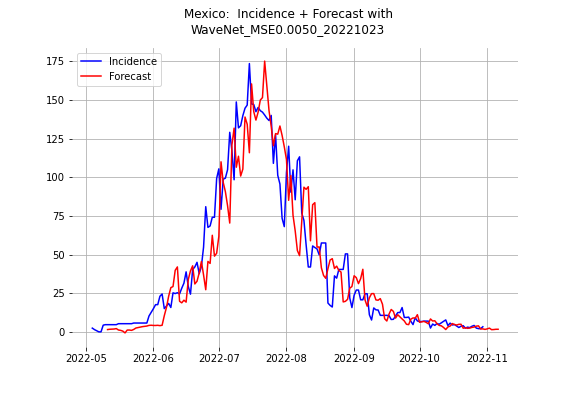 Mexico:  Incidence + Forecast with
WaveNet_MSE0.0050_20221023
Incidence
Forecast
175
150
125
100
75
50
25
0
2022-05 2022-06 2022-07 2022-08 2022-09 2022-10 2022-11